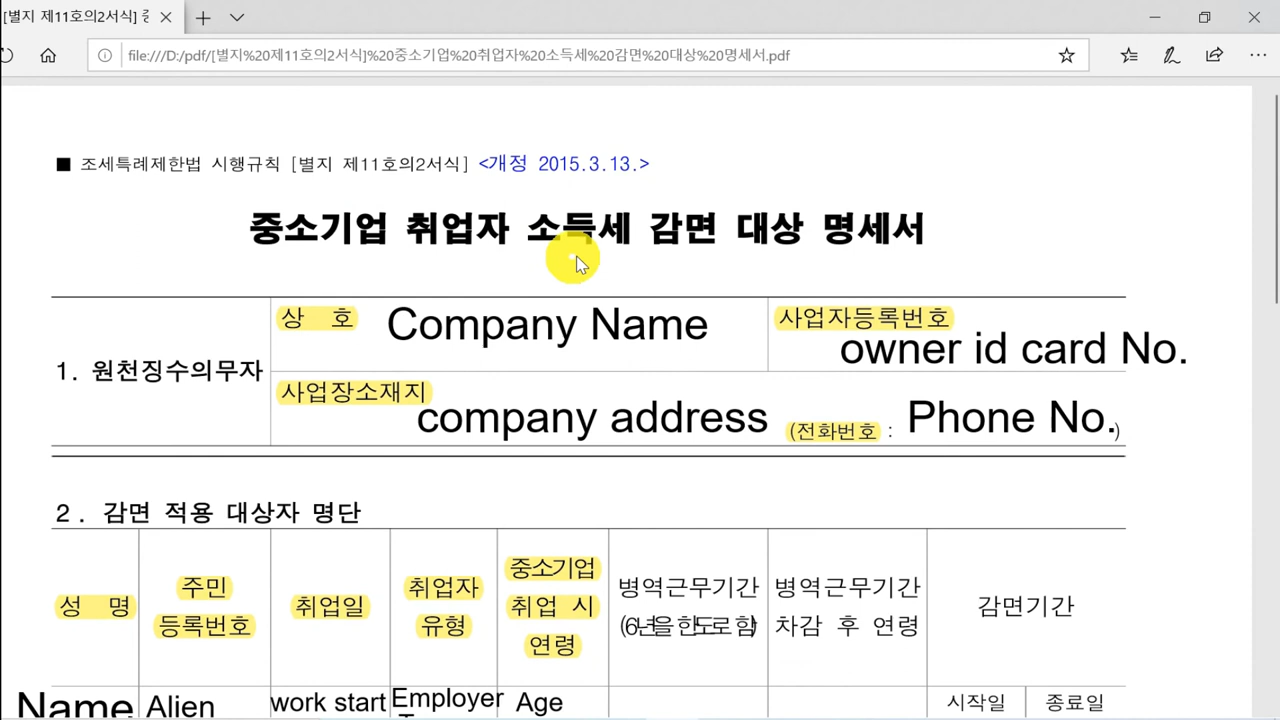 [별지 제11호의2서식] 중
file:///D:/pdf/[별지%20제11호의2서식]%20중소기업%20취업자%20소득세%20감면%20대상%20명세서.pdf
■ 조세특례제한법 시행규칙 [별지 제11호의2서식] <개정 2015.3.13.>
중소기업 취업자 소득세 감면 대상 명세서
1. 원천징수의무자
상 호 Company Name
사업자등록번호
owner id card No.
사업장소재지
company address (전화번호 : Phone No.)
2. 감면 적용 대상자 명단
성 명
주민
등록번호
취업일
취업자
유형
중소기업
취업 시
연령
병역근무기간
(6년을한도로함)
병역근무기간
차감 후 연령
감면기간
시작일 종료일
Name Alien work start Employer Age